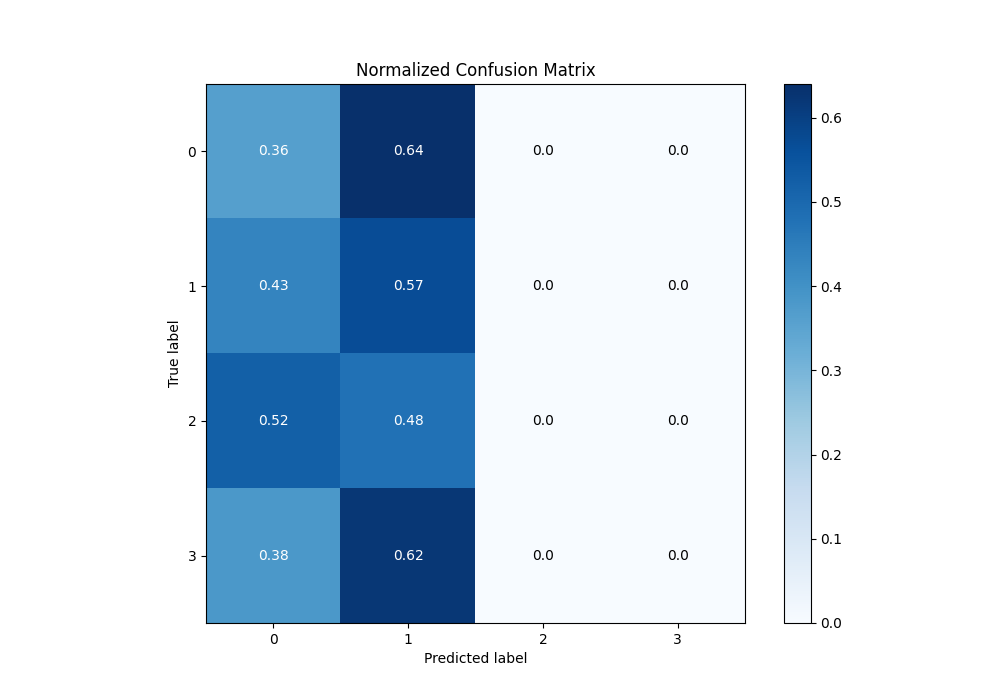 Normalized Confusion Matrix
True label
0 0.36 0.64 0.0 0.0
1 0.43 0.57 0.0 0.0
2 0.52 0.48 0.0 0.0
3 0.38 0.62 0.0 0.0
0 1 2 3
Predicted label
0.6
0.5
0.4
0.3
0.2
0.1
0.0